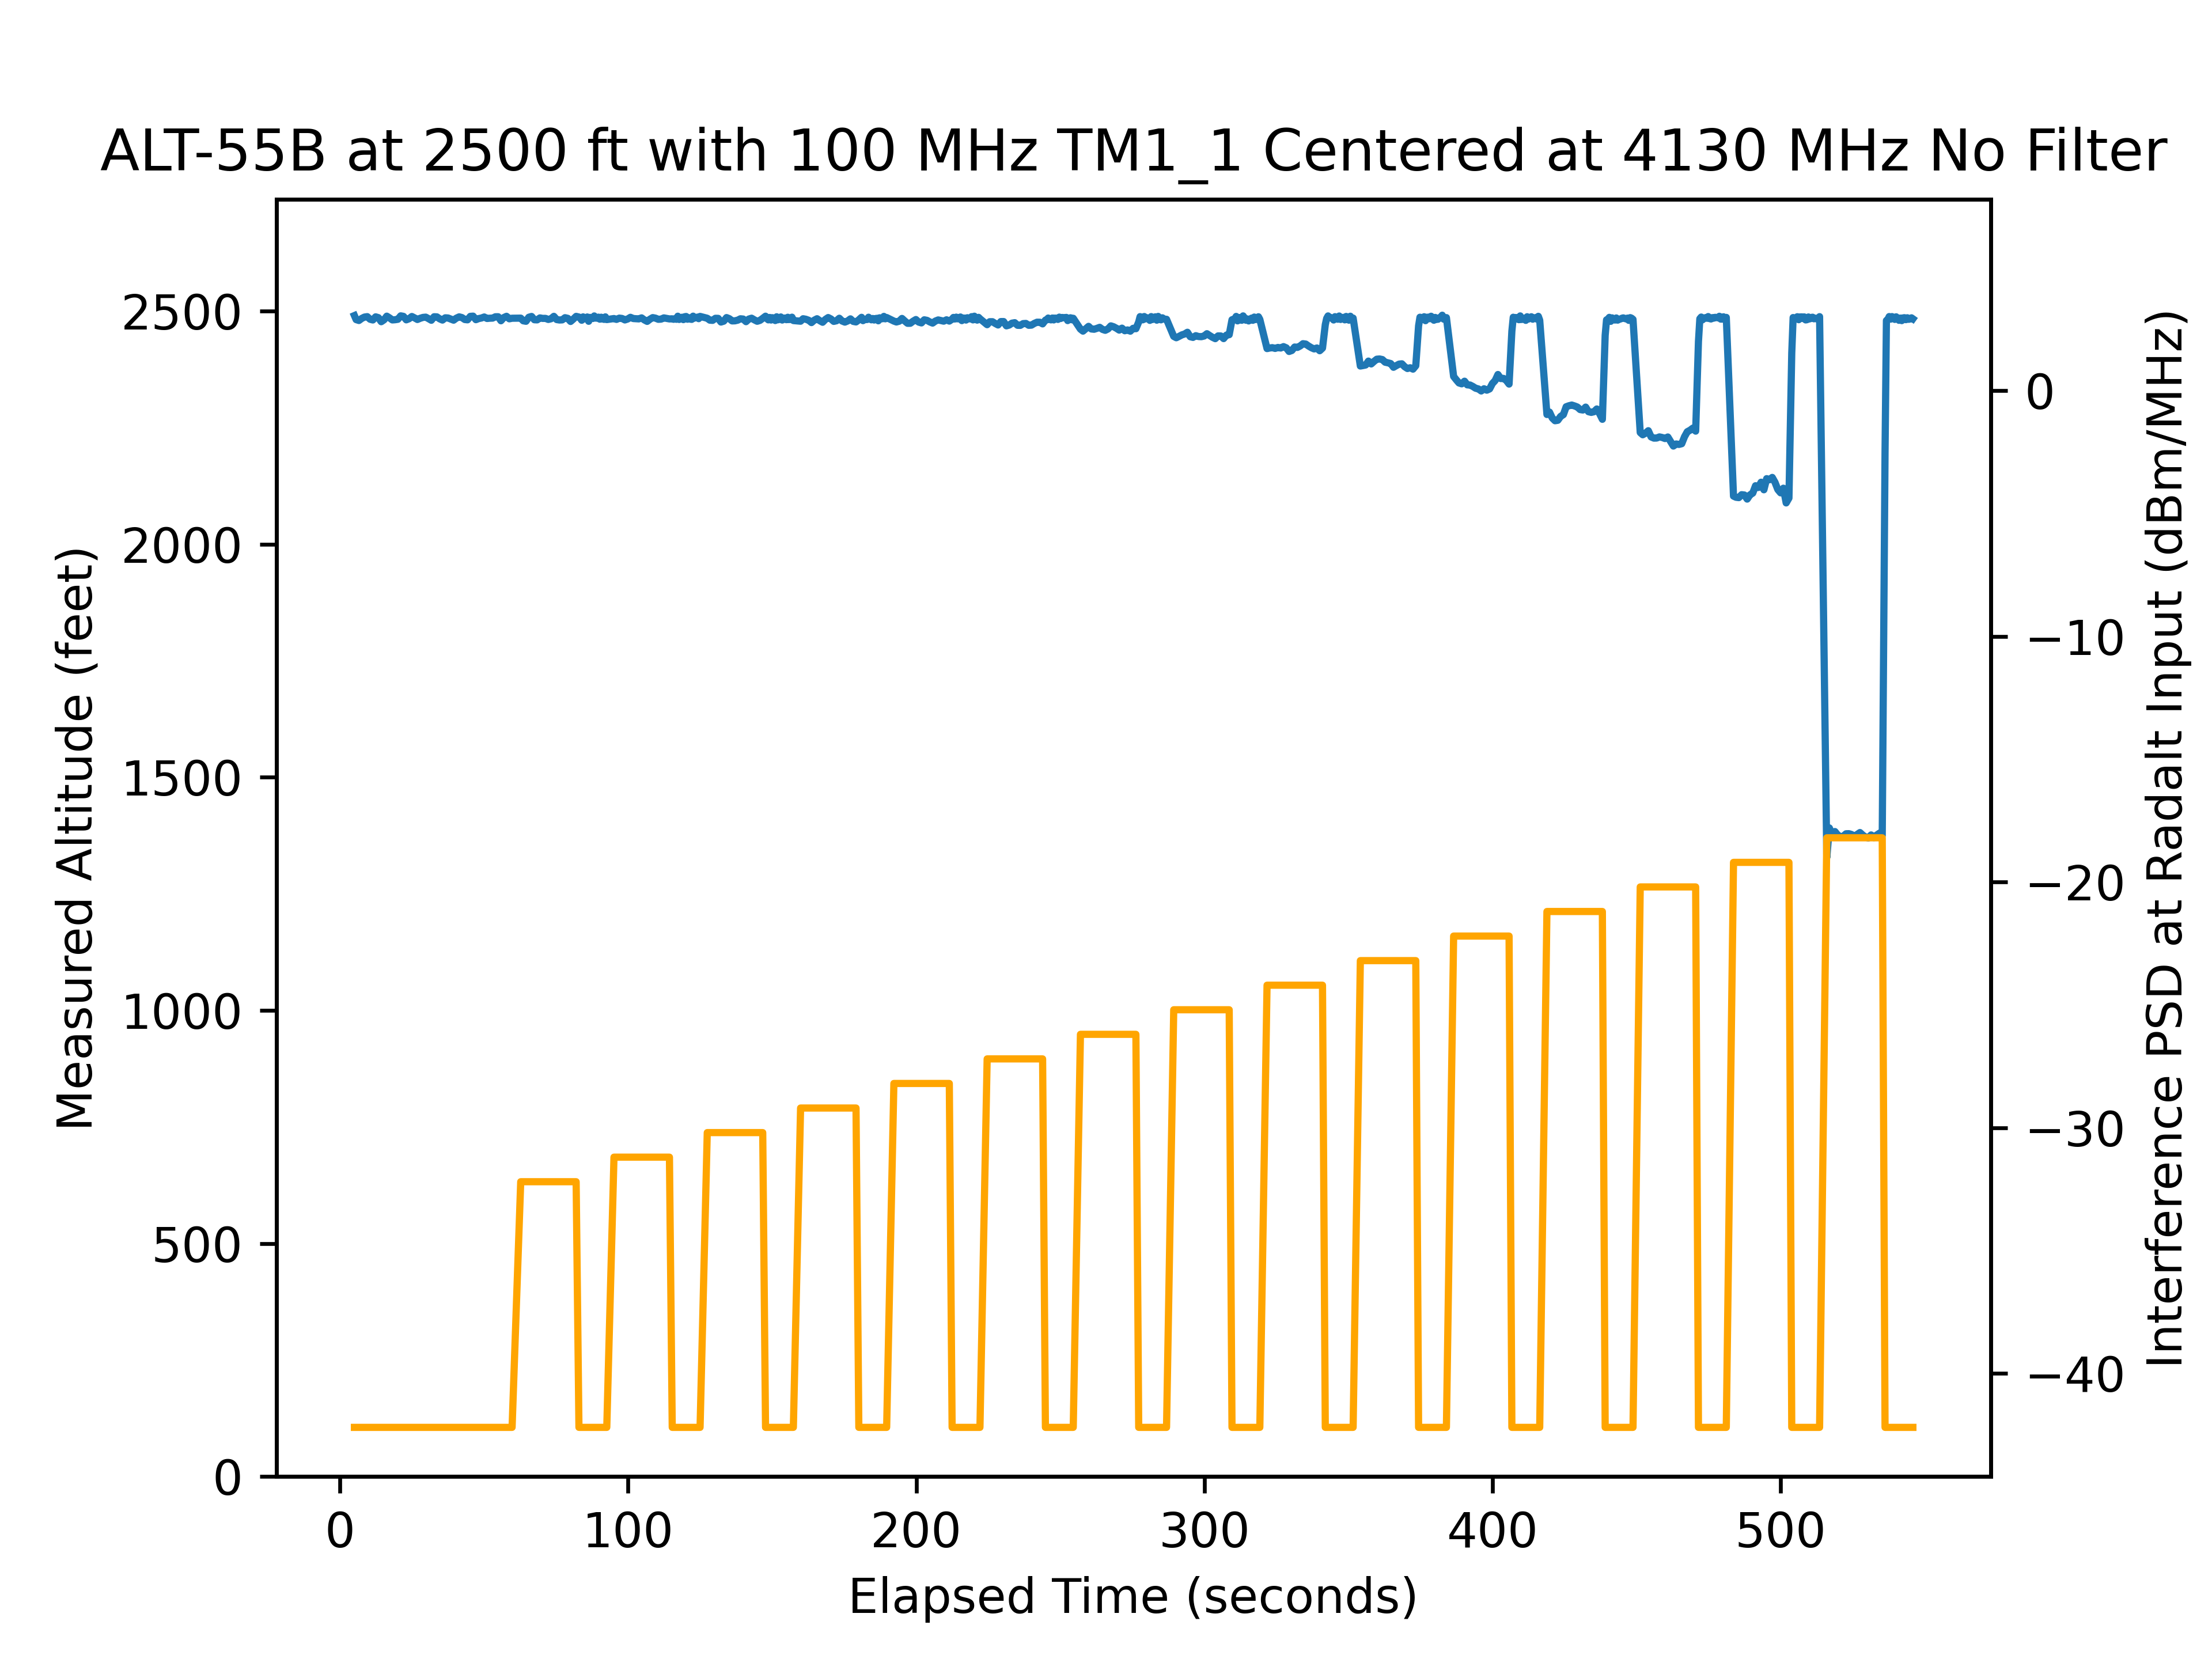 ALT-55B at 2500 ft with 100 MHz TM1_1 Centered at 4130 MHz No Filter
Measured Altitude (feet)
2500
2000
1500
1000
500
0
0
−10
−20
−30
−40
Interference PSD at Radalt Input (dBm/MHz)
0 100 200 300 400 500
Elapsed Time (seconds)